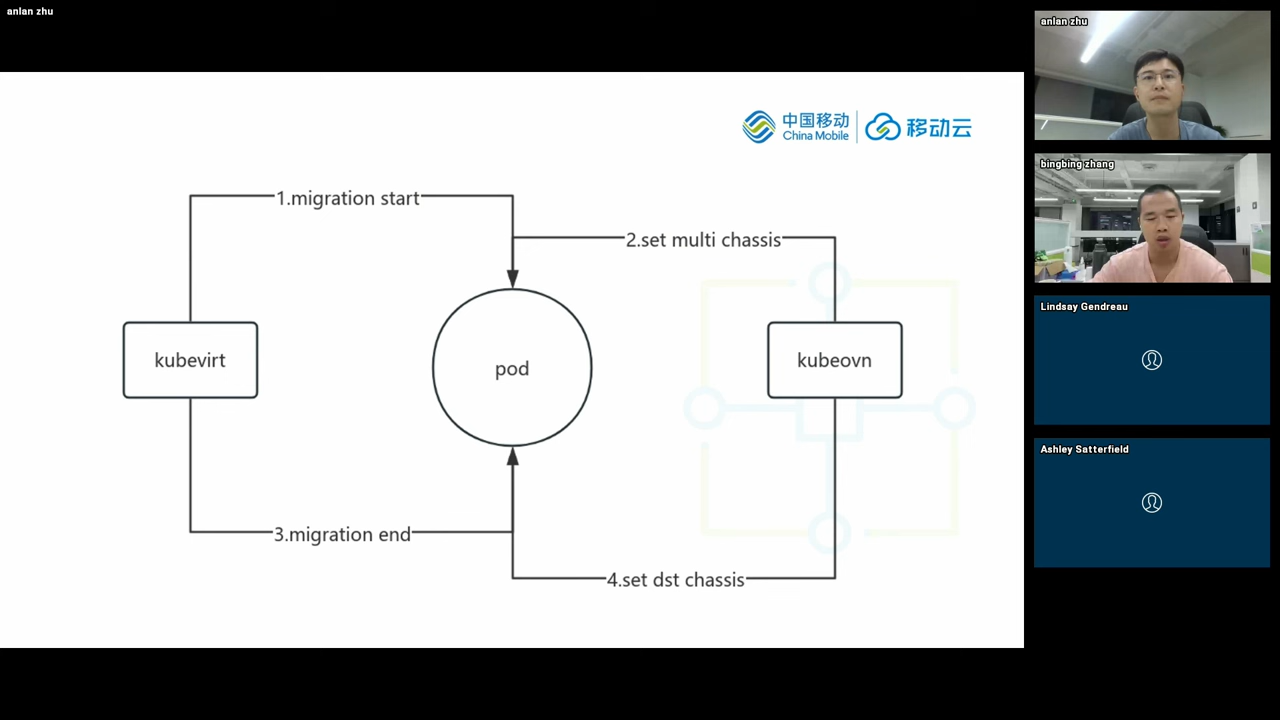 anlan zhu
中国移动
China Mobile
移动云
1.migration start
2.set multi chassis
kubevirt
pod
kubeovn
3.migration end
4.set dst chassis
anlan zhu
bingbing zhang
Lindsay Gendreau
Ashley Satterfield